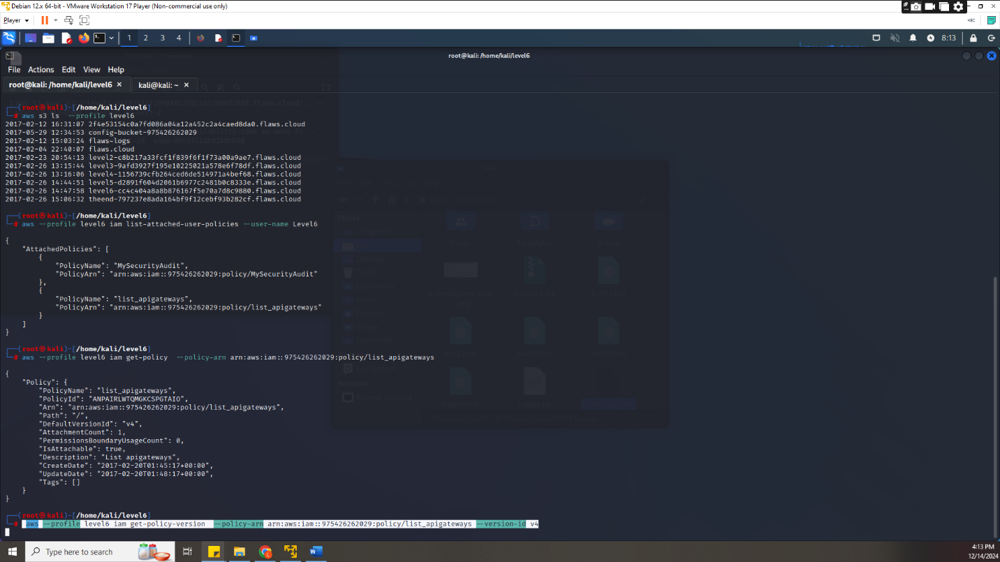 Debian 12.x 64-bit - VMware Workstation 17 Player (Non-commercial use only)
Player
1 2 3 4
8:13
root@kali: /home/kali/level6
File Actions Edit View Help
root@kali: /home/kali/level6
kali@kali: ~
(root㉿kali)-[/home/kali/level6]
# aws s3 ls --profile level6
2017-02-12 16:31:07 2f4e53154c0a7fd086a04a12a452c2a4caed8da0.flaws.cloud
2017-05-29 12:34:53 config-bucket-975426262029
2017-02-12 15:03:24 flaws-logs
2017-02-04 22:40:07 flaws.cloud
2017-02-23 20:54:13 level2-c8b217a33fcf1f839f6f1f73a00a9ae7.flaws.cloud
2017-02-26 13:15:44 level3-9afd3927f195e10225021a578e6f78df.flaws.cloud
2017-02-26 13:16:06 level4-1156739cfb264ced6de514971a4bef68.flaws.cloud
2017-02-26 14:44:51 level5-d2891f604d2061b6977c2481b0c8333e.flaws.cloud
2017-02-26 14:47:58 level6-cc4c404a8a8b876167f5e70a7d8c9880.flaws.cloud
2017-02-26 15:06:32 theend-797237e8ada164bf9f12cebf93b282cf.flaws.cloud
(root㉿kali)-[/home/kali/level6]
# aws --profile level6 iam list-attached-user-policies --user-name Level6
{
"AttachedPolicies": [
{
"PolicyName": "MySecurityAudit",
"PolicyArn": "arn:aws:iam::975426262029:policy/MySecurityAudit"
},
{
"PolicyName": "list_apigateways",
"PolicyArn": "arn:aws:iam::975426262029:policy/list_apigateways"
}
]
}
(root㉿kali)-[/home/kali/level6]
# aws --profile level6 iam get-policy --policy-arn arn:aws:iam::975426262029:policy/list_apigateways
{
"Policy": {
"PolicyName": "list_apigateways",
"PolicyId": "ANPAIRLWTQMGKCSPGTAIO",
"Arn": "arn:aws:iam::975426262029:policy/list_apigateways",
"Path": "/",
"DefaultVersionId": "v4",
"AttachmentCount": 1,
"PermissionsBoundaryUsageCount": 0,
"IsAttachable": true,
"Description": "List apigateways",
"CreateDate": "2017-02-20T01:45:17+00:00",
"UpdateDate": "2017-02-20T01:48:17+00:00",
"Tags": []
}
}
(root㉿kali)-[/home/kali/level6]
# aws --profile level6 iam get-policy-version --policy-arn arn:aws:iam::975426262029:policy/list_apigateways --version-id v4
Type here to search
4:13 PM
12/14/2024